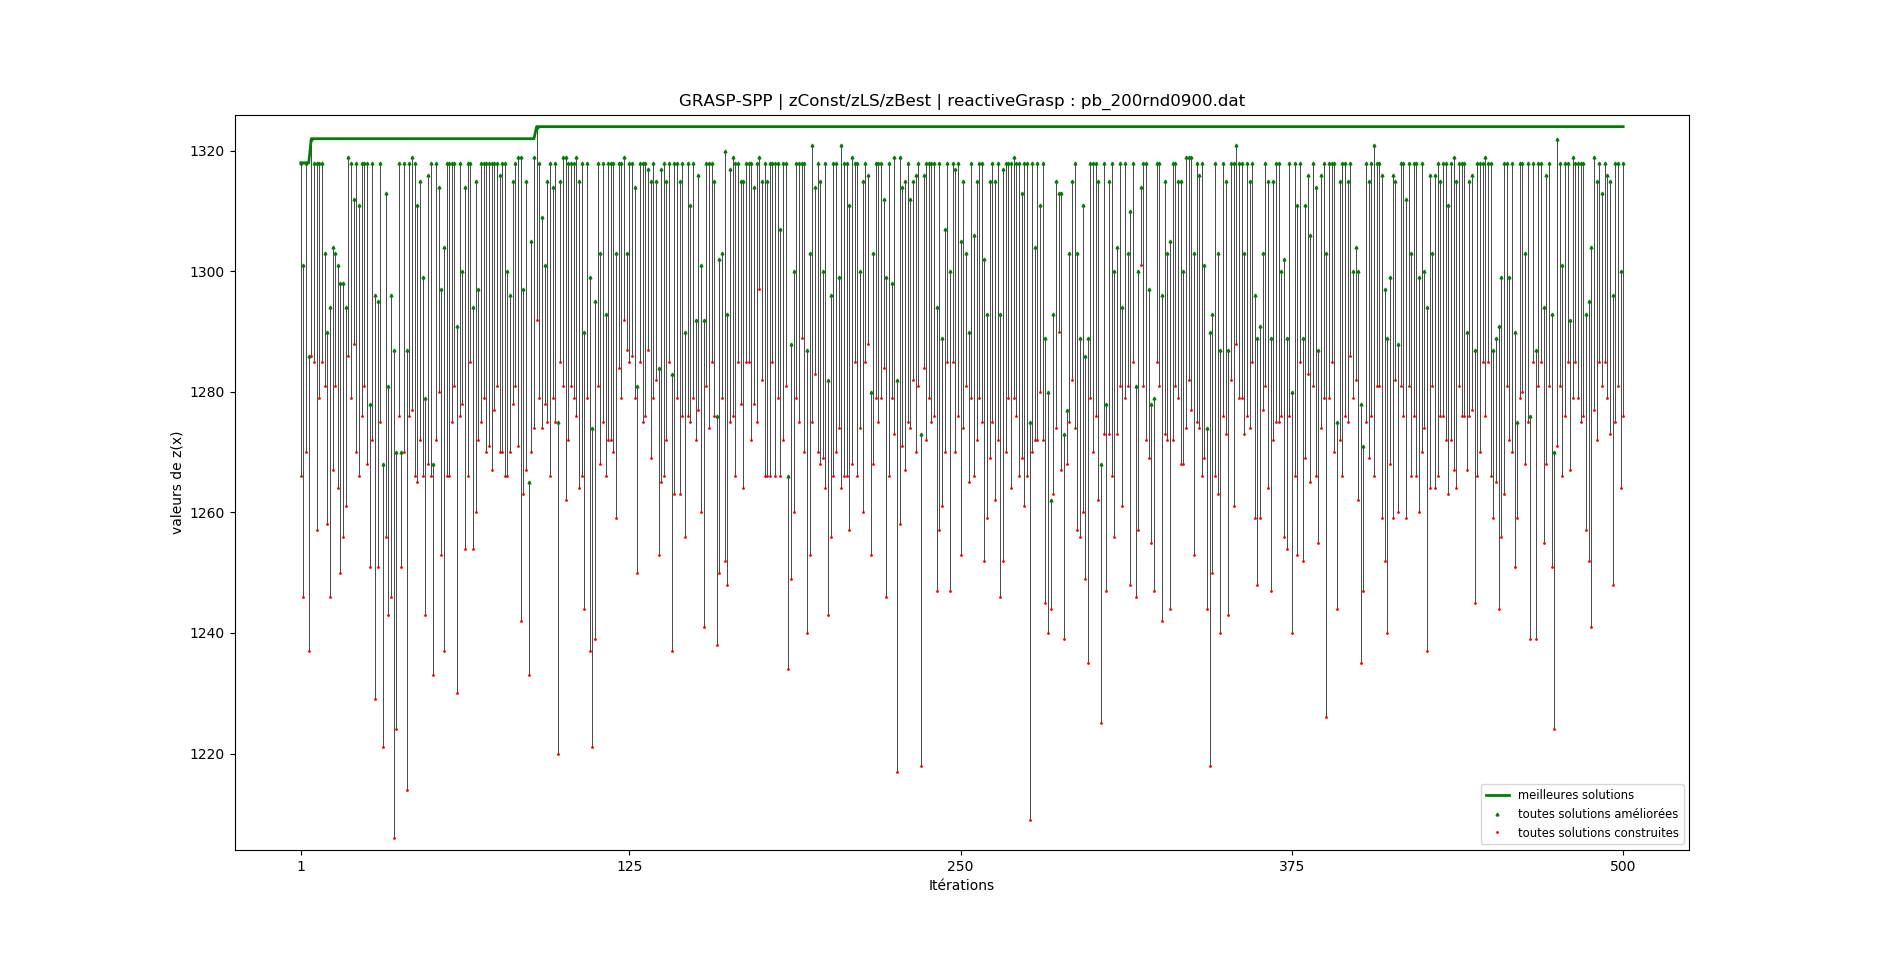 GRASP-SPP | zConst/zLS/zBest | reactiveGrasp : pb_200rnd0900.dat
valeurs de z(x)
1320
1300
1280
1260
1240
1220
1
125
250
375
500
Itérations
meilleures solutions
toutes solutions améliorées
toutes solutions construites